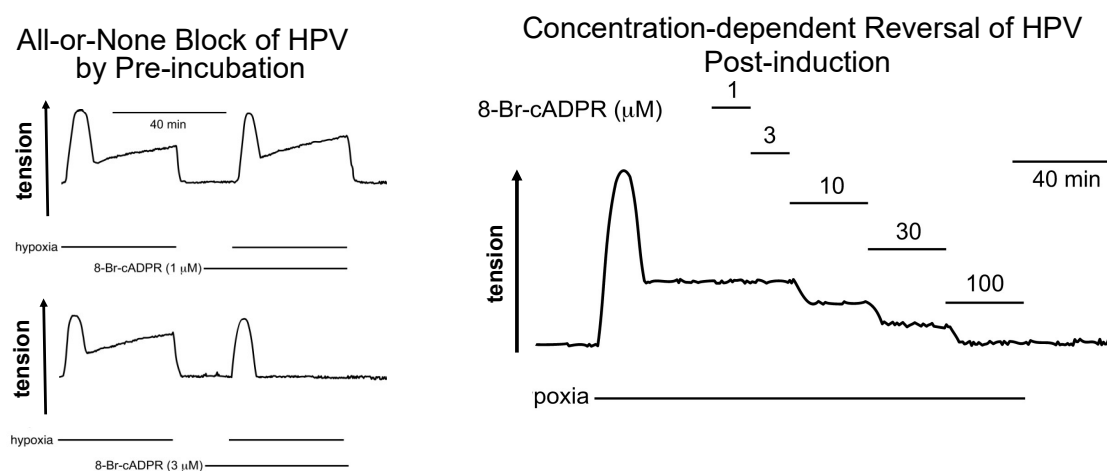 All-or-None Block of HPV
by Pre-incubation
tension
40 min
hypoxia
8-Br-cADPR (1 μM)
tension
hypoxia
8-Br-cADPR (3 μM)
Concentration-dependent Reversal of HPV
Post-induction
8-Br-cADPR (μM)
1
3
10
30
100
40 min
tension
poxia